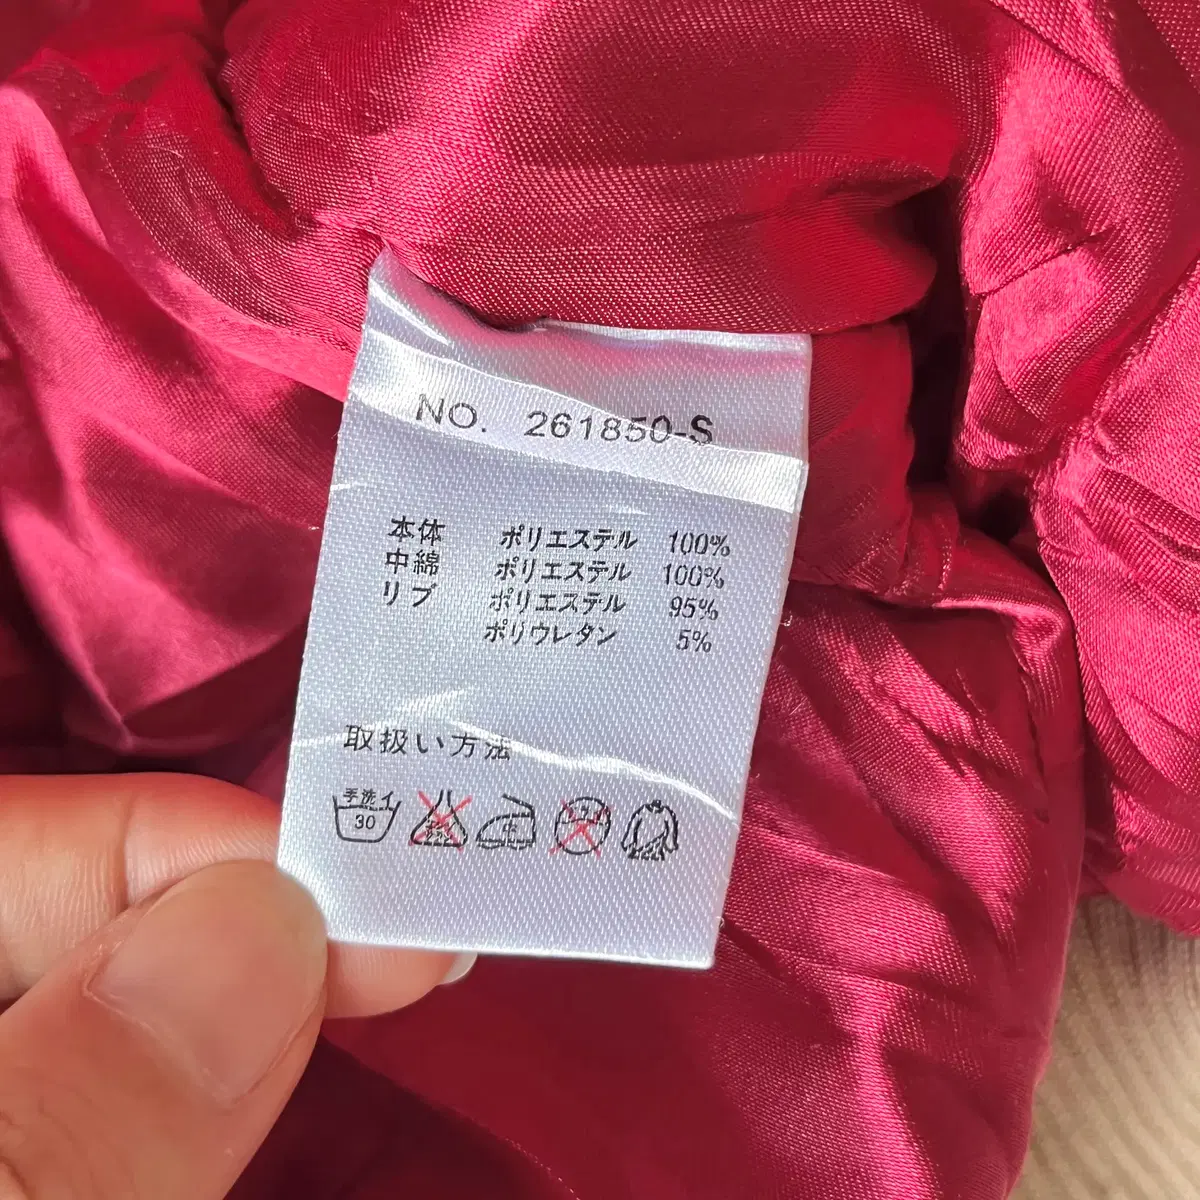 NO. 261850-S
本体 ポリエステル 100%
中綿 ポリエステル 100%
リブ ポリエステル 95%
ポリウレタン 5%
取扱い方法
手洗イ
30
中